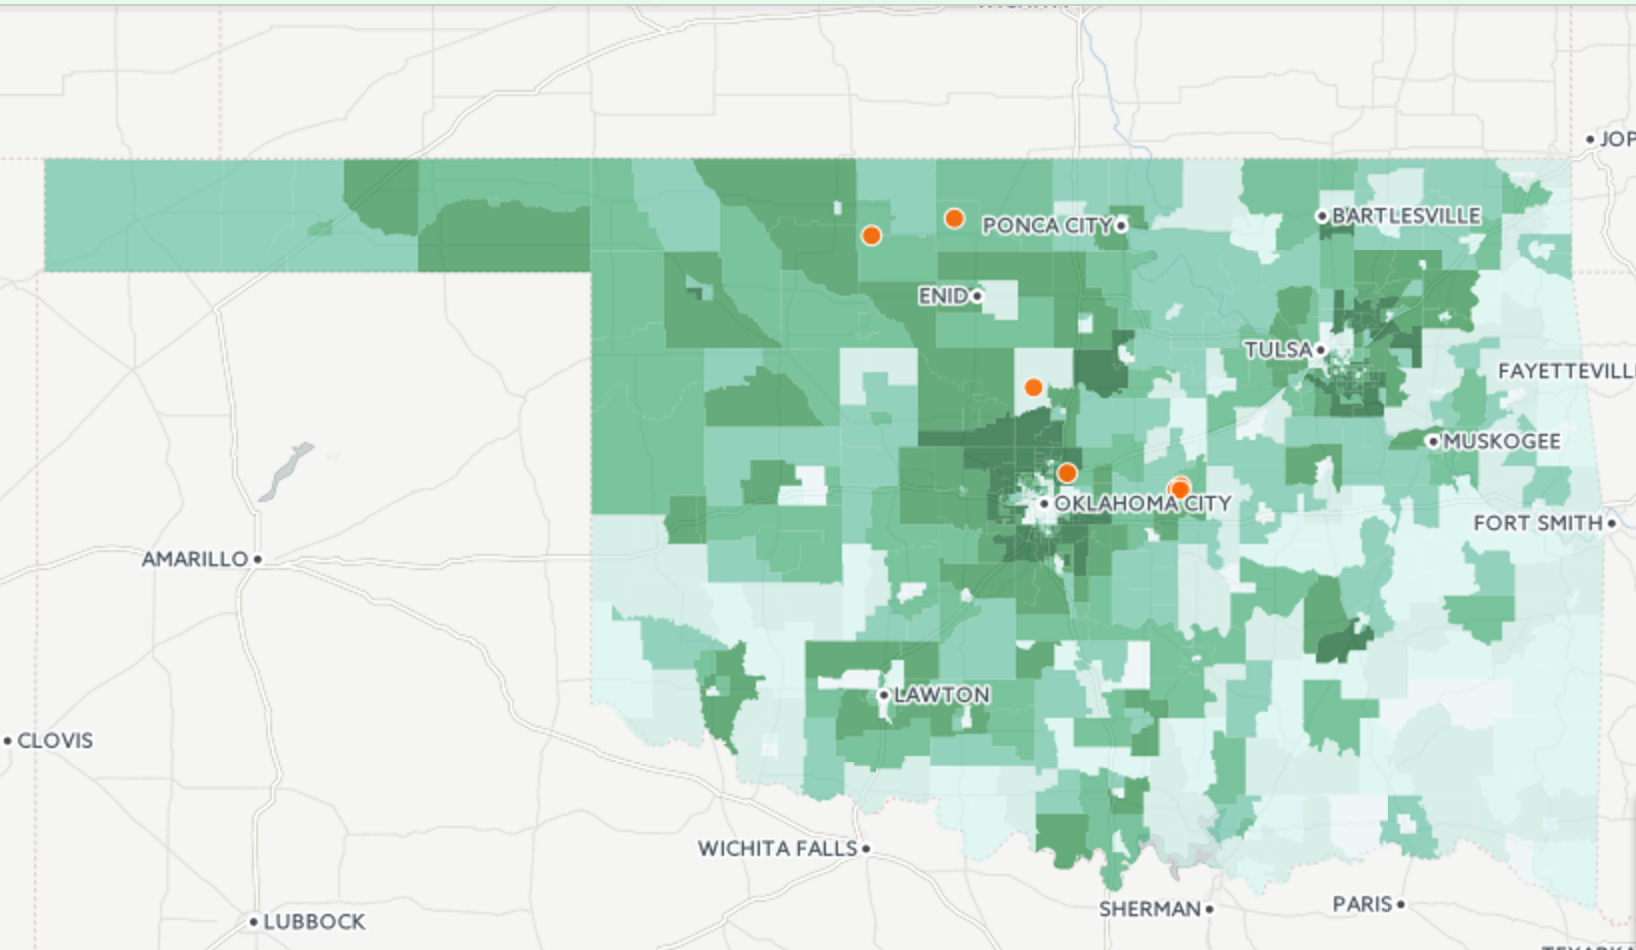 JOP
BARTLESVILLE
PONCA CITY
ENID
TULSA
FAYETTEVILL
MUSKOGEE
OKLAHOMA CITY
FORT SMITH
AMARILLO
LAWTON
CLOVIS
WICHITA FALLS
PARIS
SHERMAN
LUBBOCK